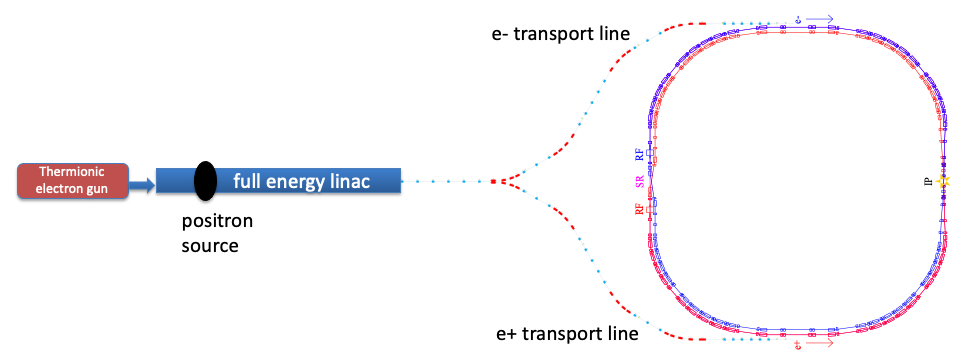 e-
e- transport line
Thermionic
electron gun
full energy linac
RF
SR
RF
IP
positron
source
e+ transport line
e+